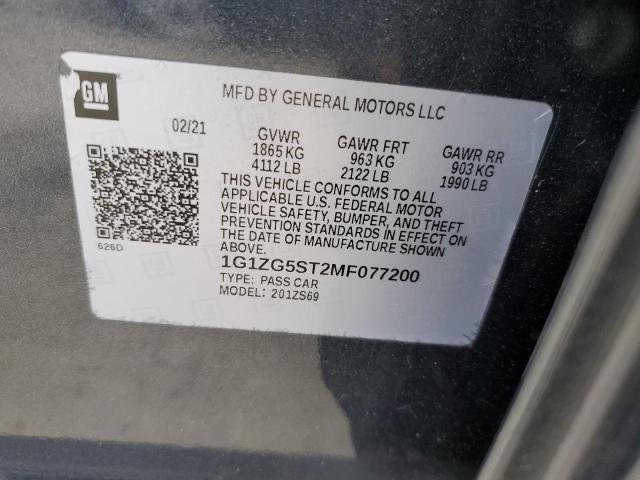 GM
MFD BY GENERAL MOTORS LLC
02/21
GVWR GAWR FRT GAWR RR
1865 KG 963 KG 903 KG
4112 LB 2122 LB 1990 LB
THIS VEHICLE CONFORMS TO ALL
APPLICABLE U.S. FEDERAL MOTOR
VEHICLE SAFETY, BUMPER, AND THEFT
PREVENTION STANDARDS IN EFFECT ON
THE DATE OF MANUFACTURE SHOWN
ABOVE.
626D
1G1ZG5ST2MF077200
TYPE: PASS CAR
MODEL: 201ZS69